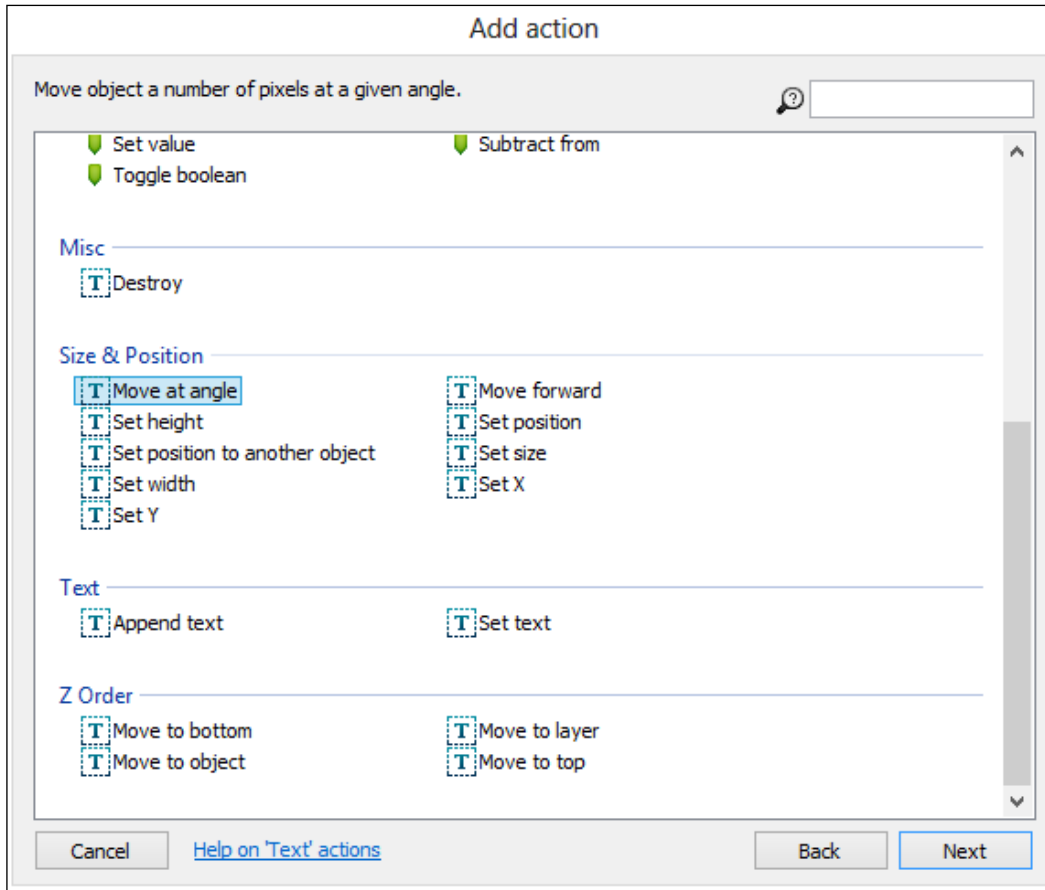 Add action
Move object a number of pixels at a given angle.
Set value Subtract from
Toggle boolean
Misc
T Destroy
Size & Position
T Move at angle T Move forward
T Set height T Set position
T Set position to another object T Set size
T Set width T Set X
T Set Y
Text
T Append text T Set text
Z Order
T Move to bottom T Move to layer
T Move to object T Move to top
Cancel Help on 'Text' actions Back Next